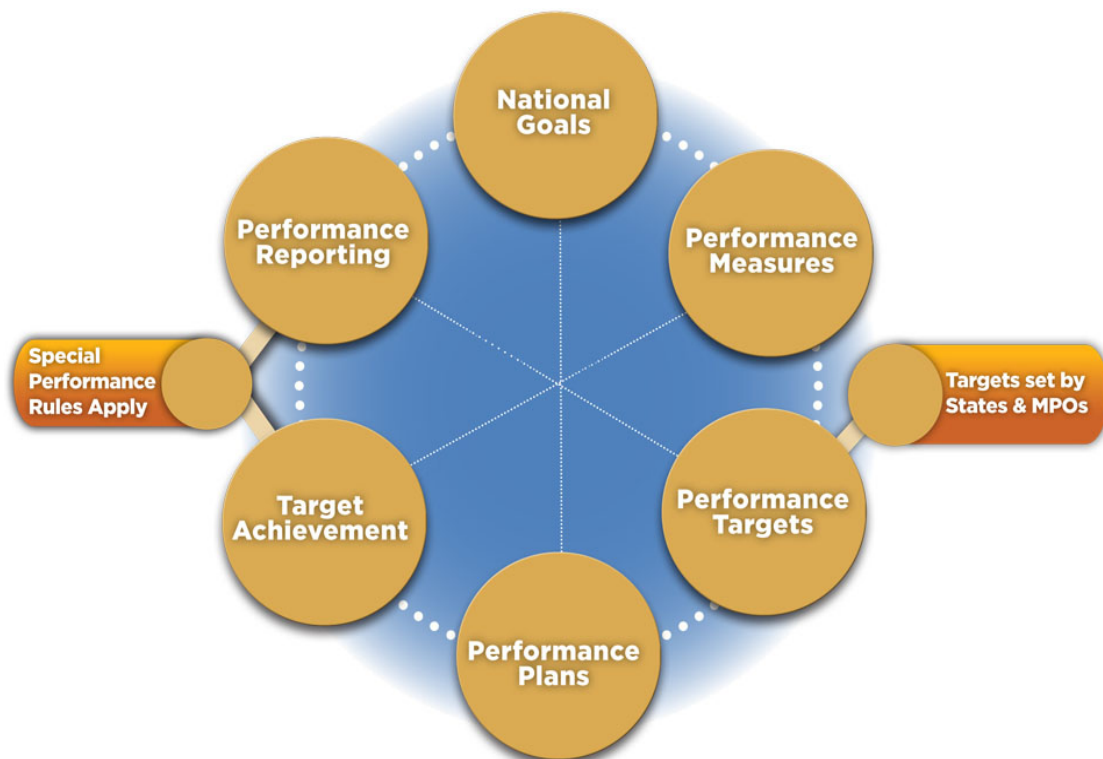 National
Goals
Performance
Reporting
Performance
Measures
Special
Performance
Rules Apply
Targets set by
States & MPOs
Target
Achievement
Performance
Targets
Performance
Plans